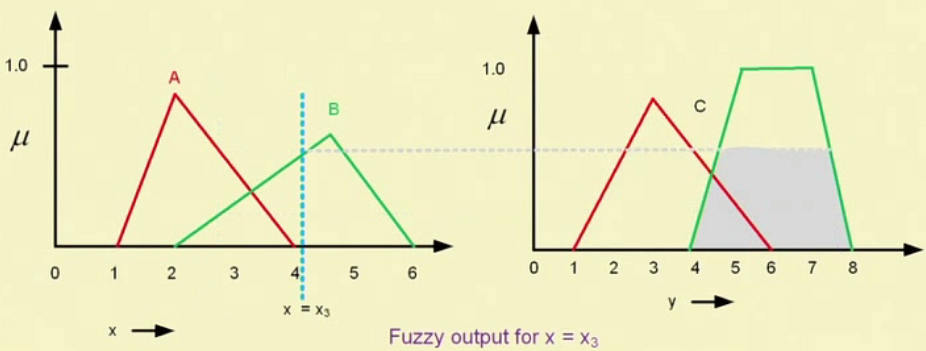 1.0
A
B
μ
0 1 2 3 4 5 6
x = x₃
x
1.0
C
μ
0 1 2 3 4 5 6 7 8
y
Fuzzy output for x = x₃